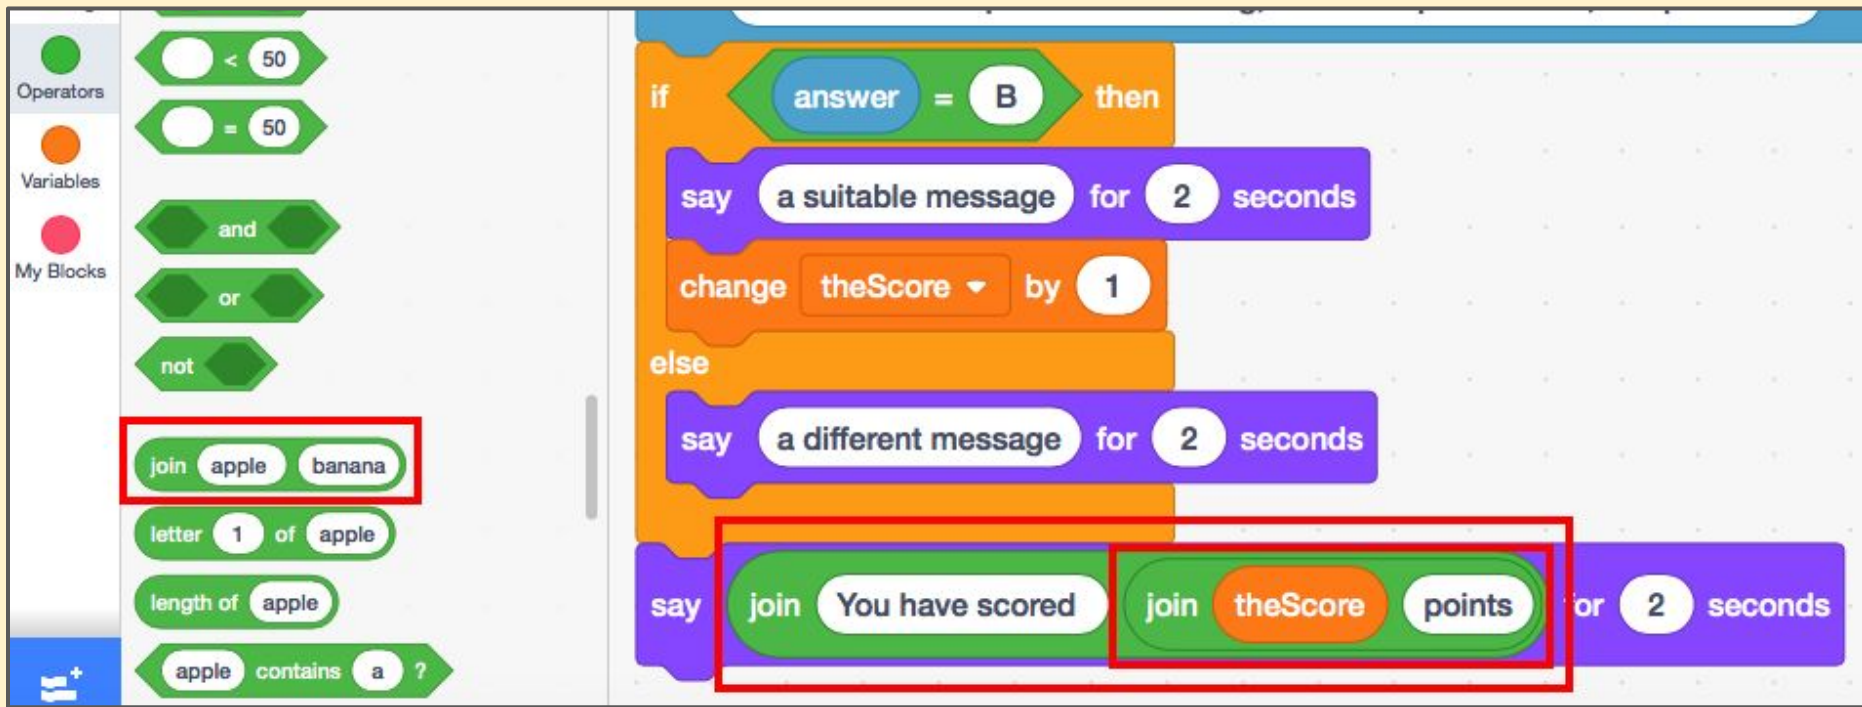 Operators
Variables
My Blocks
< 50
= 50
and
or
not
join apple banana
letter 1 of apple
length of apple
apple contains a ?
if answer = B then
say a suitable message for 2 seconds
change theScore by 1
else
say a different message for 2 seconds
say join You have scored join theScore points for 2 seconds